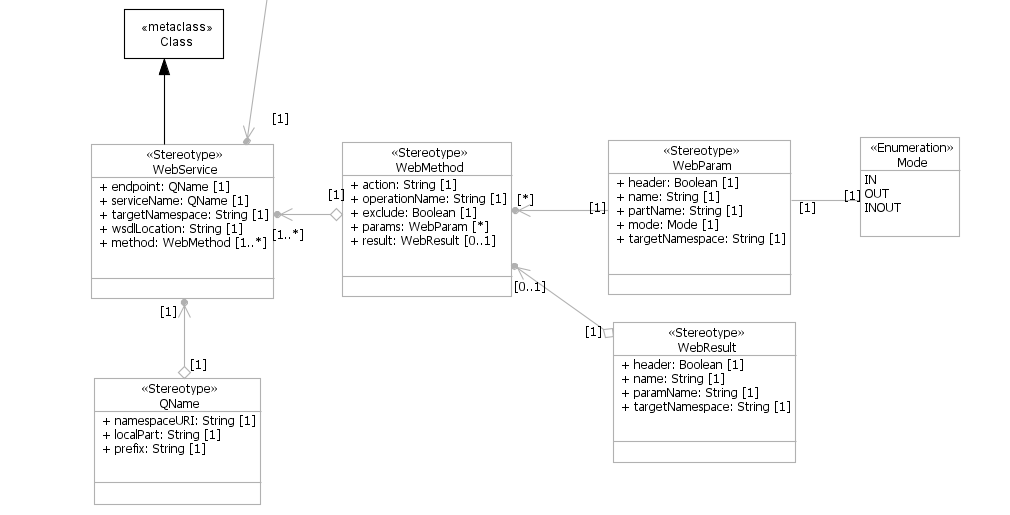 «metaclass»
Class
[1]
«Stereotype»
WebService
+ endpoint: QName [1]
+ serviceName: QName [1]
+ targetNamespace: String [1]
+ wsdlLocation: String [1]
+ method: WebMethod [1..*]
[1]
[1..*]
«Stereotype»
WebMethod
+ action: String [1]
+ operationName: String [1]
+ exclude: Boolean [1]
+ params: WebParam [*]
+ result: WebResult [0..1]
[*]
[1]
[0..1]
[1]
«Stereotype»
WebParam
+ header: Boolean [1]
+ name: String [1]
+ partName: String [1]
+ mode: Mode [1]
+ targetNamespace: String [1]
[1]
[1]
«Enumeration»
Mode
IN
OUT
INOUT
«Stereotype»
WebResult
+ header: Boolean [1]
+ name: String [1]
+ paramName: String [1]
+ targetNamespace: String [1]
[1]
[1]
«Stereotype»
QName
+ namespaceURI: String [1]
+ localPart: String [1]
+ prefix: String [1]